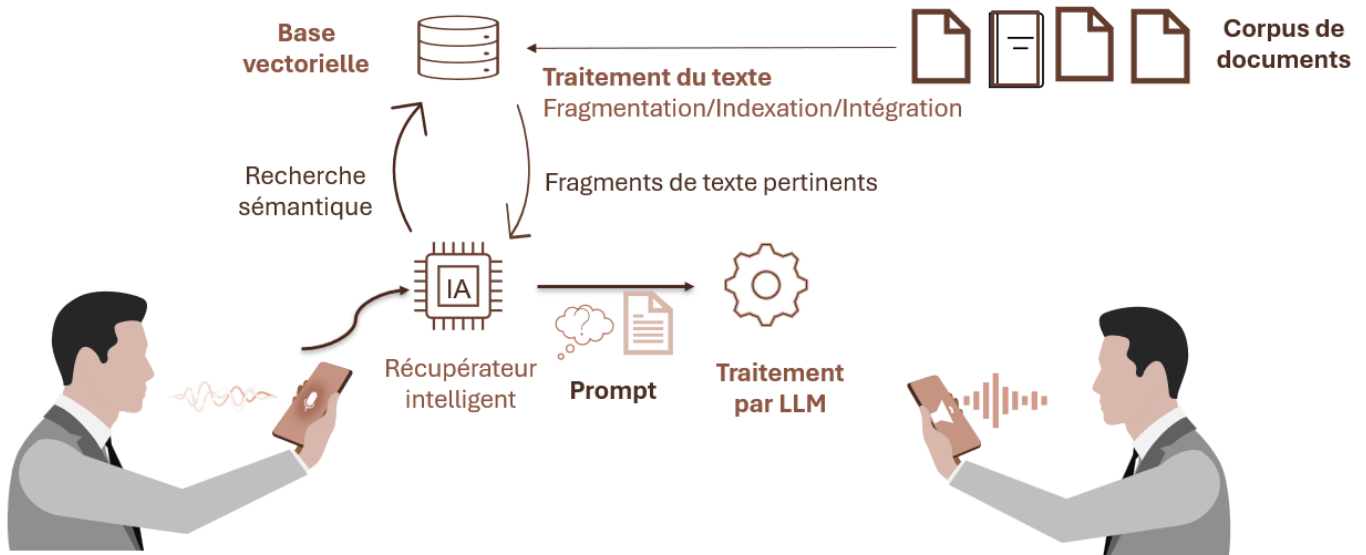 Base
vectorielle
Corpus de
documents
Traitement du texte
Fragmentation/Indexation/Intégration
Recherche
sémantique
Fragments de texte pertinents
IA
?
Récupérateur
intelligent
Prompt
Traitement
par LLM